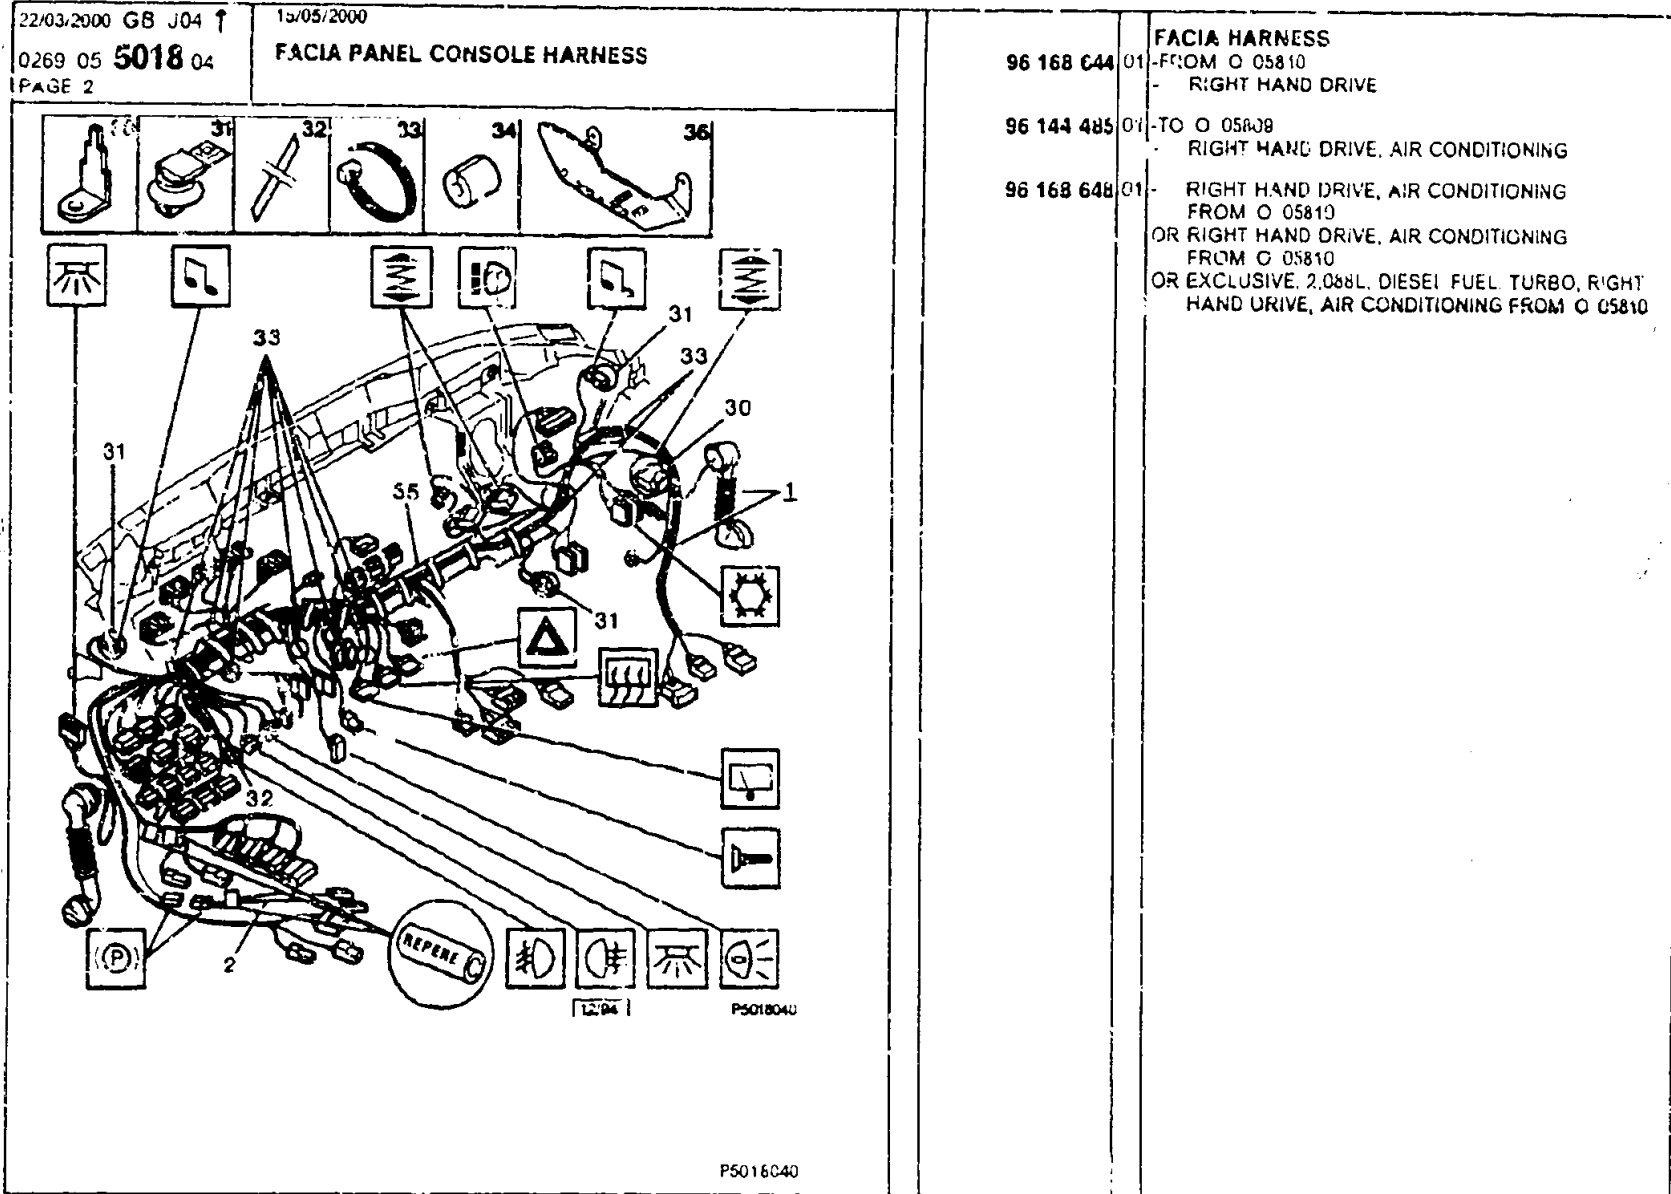 22/03/2000 GB J04 ↑
0269 05 5018 04
PAGE 2
15/05/2000
FACIA PANEL CONSOLE HARNESS
31 32 33 34 36
31
33
33
30
31
35
1
31
32
2
P
REPERE
12/94
P5018040
P5018040
FACIA HARNESS
96 168 644 01 -FROM O 05810
- RIGHT HAND DRIVE
96 144 485 01 -TO O 05809
- RIGHT HAND DRIVE, AIR CONDITIONING
96 168 648 01 - RIGHT HAND DRIVE, AIR CONDITIONING
FROM O 05810
OR RIGHT HAND DRIVE, AIR CONDITIONING
FROM O 05810
OR EXCLUSIVE, 2,088L, DIESEL FUEL TURBO, RIGHT
HAND DRIVE, AIR CONDITIONING FROM O 05810